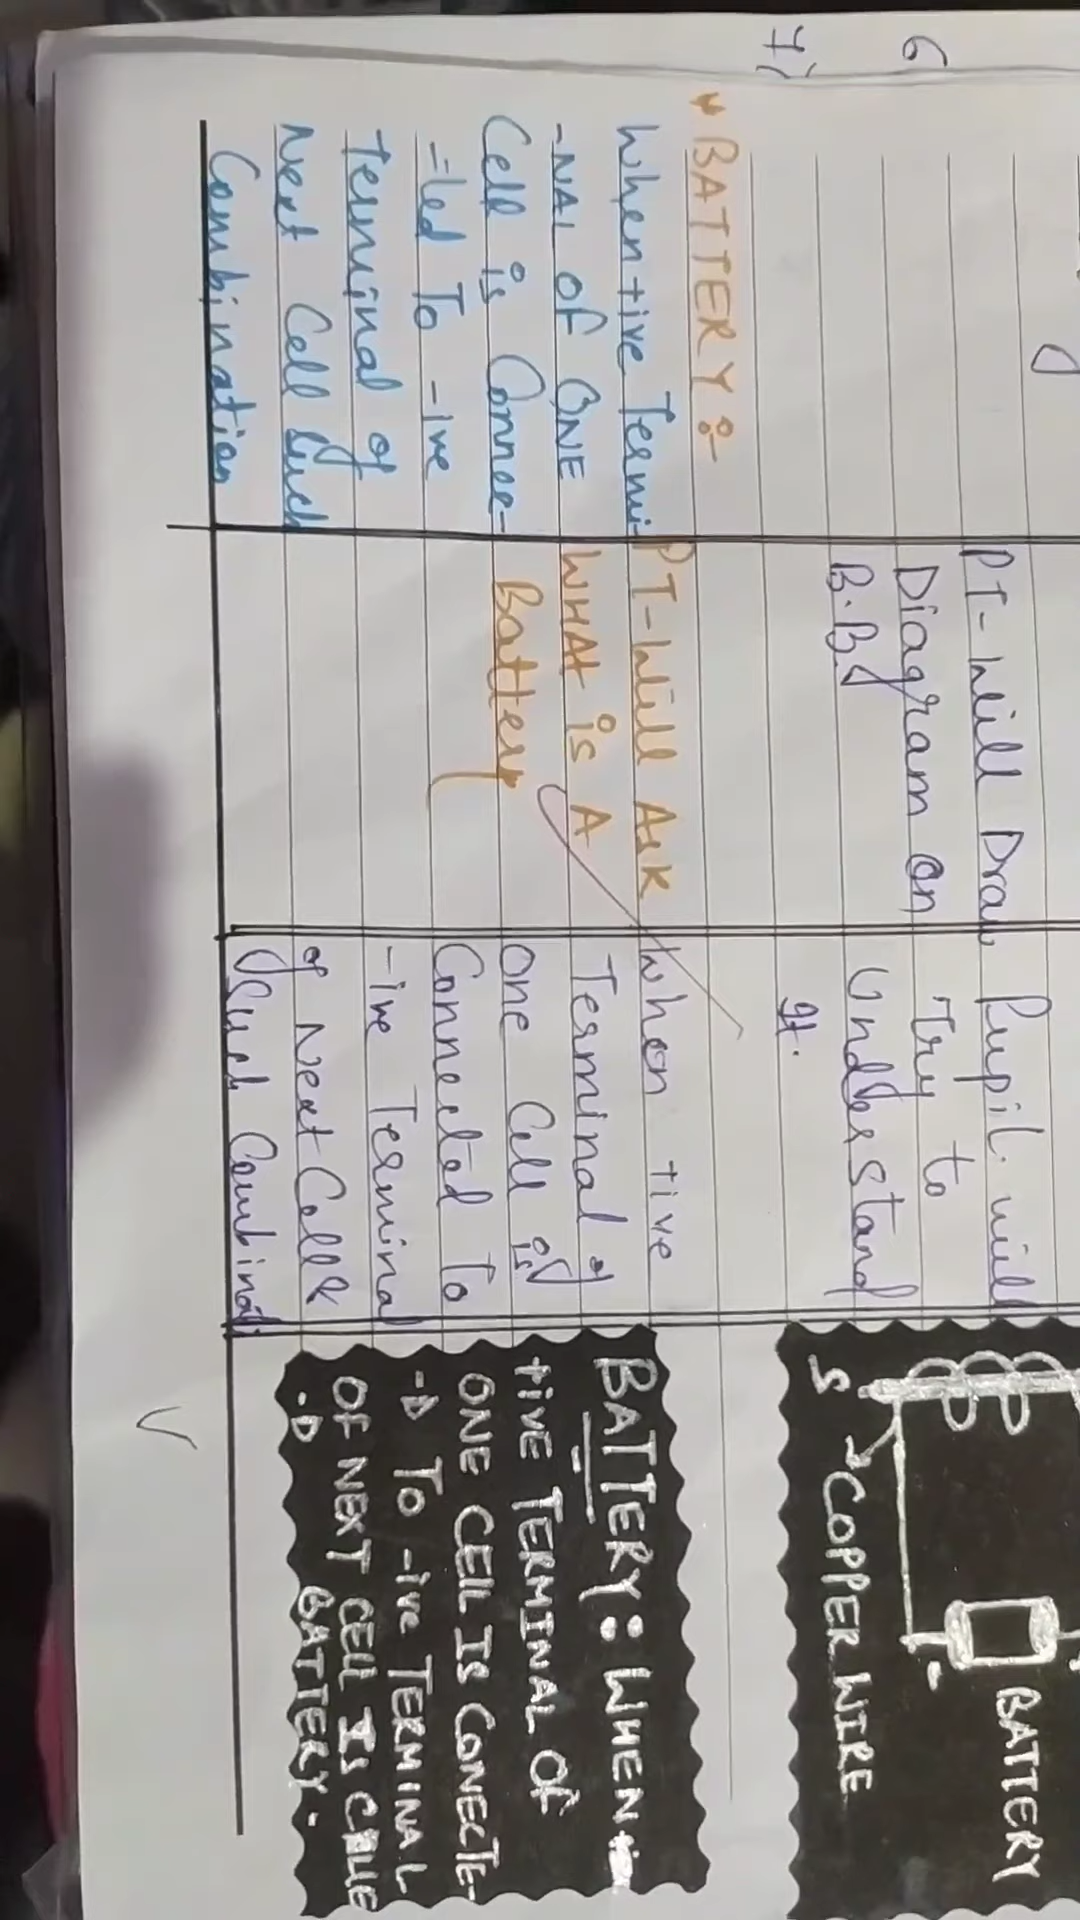 6
7)
PT-Will Draw
Diagram on
B.B.
Pupil will
Try to
Understand
It.
S
COPPER WIRE
-
BATTERY
* BATTERY :-
When +ive Termi-
-NAL OF ONE
Cell is Connec-
=ted To -ive
Terminal of
Next Cell Such
Combination
PT-Will Ask
WHAT is A
Battery
When +ive
Terminal of
One Cell is
Connected To
-ive Terminal
of Next Cell &
Such Combinat.
BATTERY: WHEN
+IVE TERMINAL OF
ONE CELL IS CONECTE-
-D TO -ive TERMINAL
OF NEXT CELL IS CALLE
-D BATTERY.